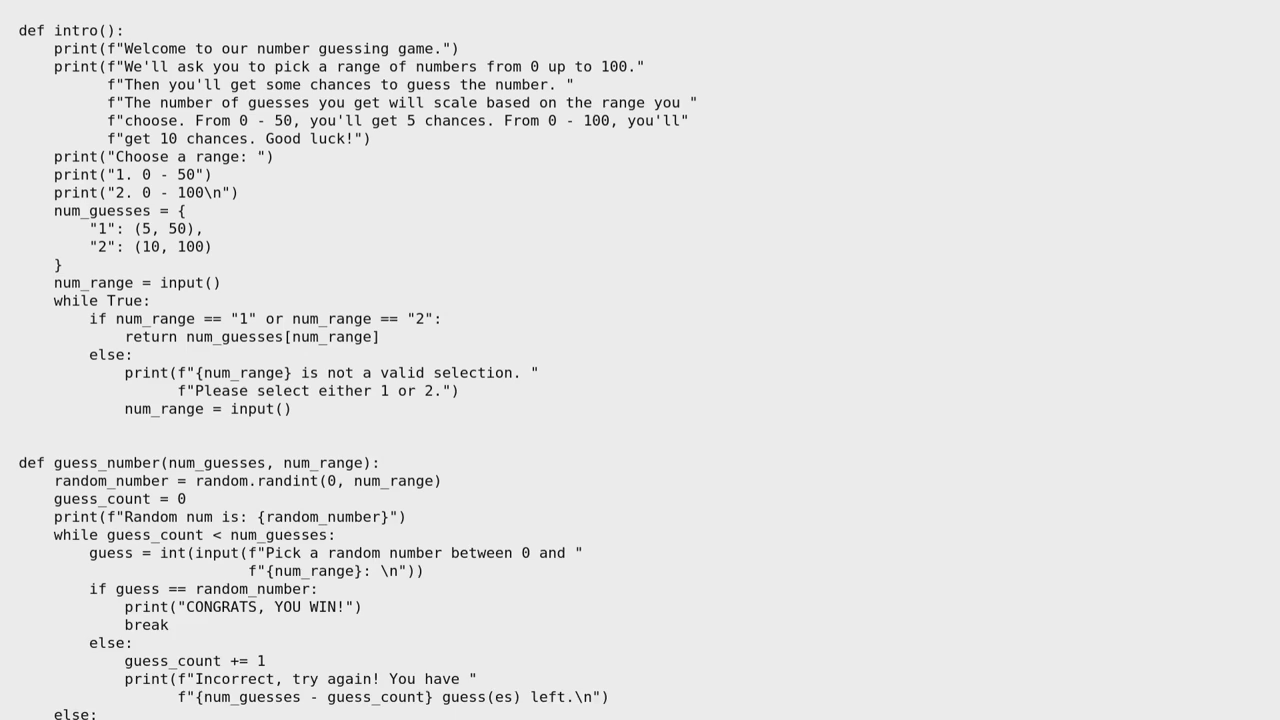 def intro():
    print(f"Welcome to our number guessing game.")
    print(f"We'll ask you to pick a range of numbers from 0 up to 100."
          f"Then you'll get some chances to guess the number. "
          f"The number of guesses you get will scale based on the range you "
          f"choose. From 0 - 50, you'll get 5 chances. From 0 - 100, you'll"
          f"get 10 chances. Good luck!")
    print("Choose a range: ")
    print("1. 0 - 50")
    print("2. 0 - 100\n")
    num_guesses = {
        "1": (5, 50),
        "2": (10, 100)
    }
    num_range = input()
    while True:
        if num_range == "1" or num_range == "2":
            return num_guesses[num_range]
        else:
            print(f"{num_range} is not a valid selection. "
                  f"Please select either 1 or 2.")
            num_range = input()
def guess_number(num_guesses, num_range):
    random_number = random.randint(0, num_range)
    guess_count = 0
    print(f"Random num is: {random_number}")
    while guess_count < num_guesses:
        guess = int(input(f"Pick a random number between 0 and "
                          f"{num_range}: \n"))
        if guess == random_number:
            print("CONGRATS, YOU WIN!")
            break
        else:
            guess_count += 1
            print(f"Incorrect, try again! You have "
                  f"{num_guesses - guess_count} guess(es) left.\n")
    else: